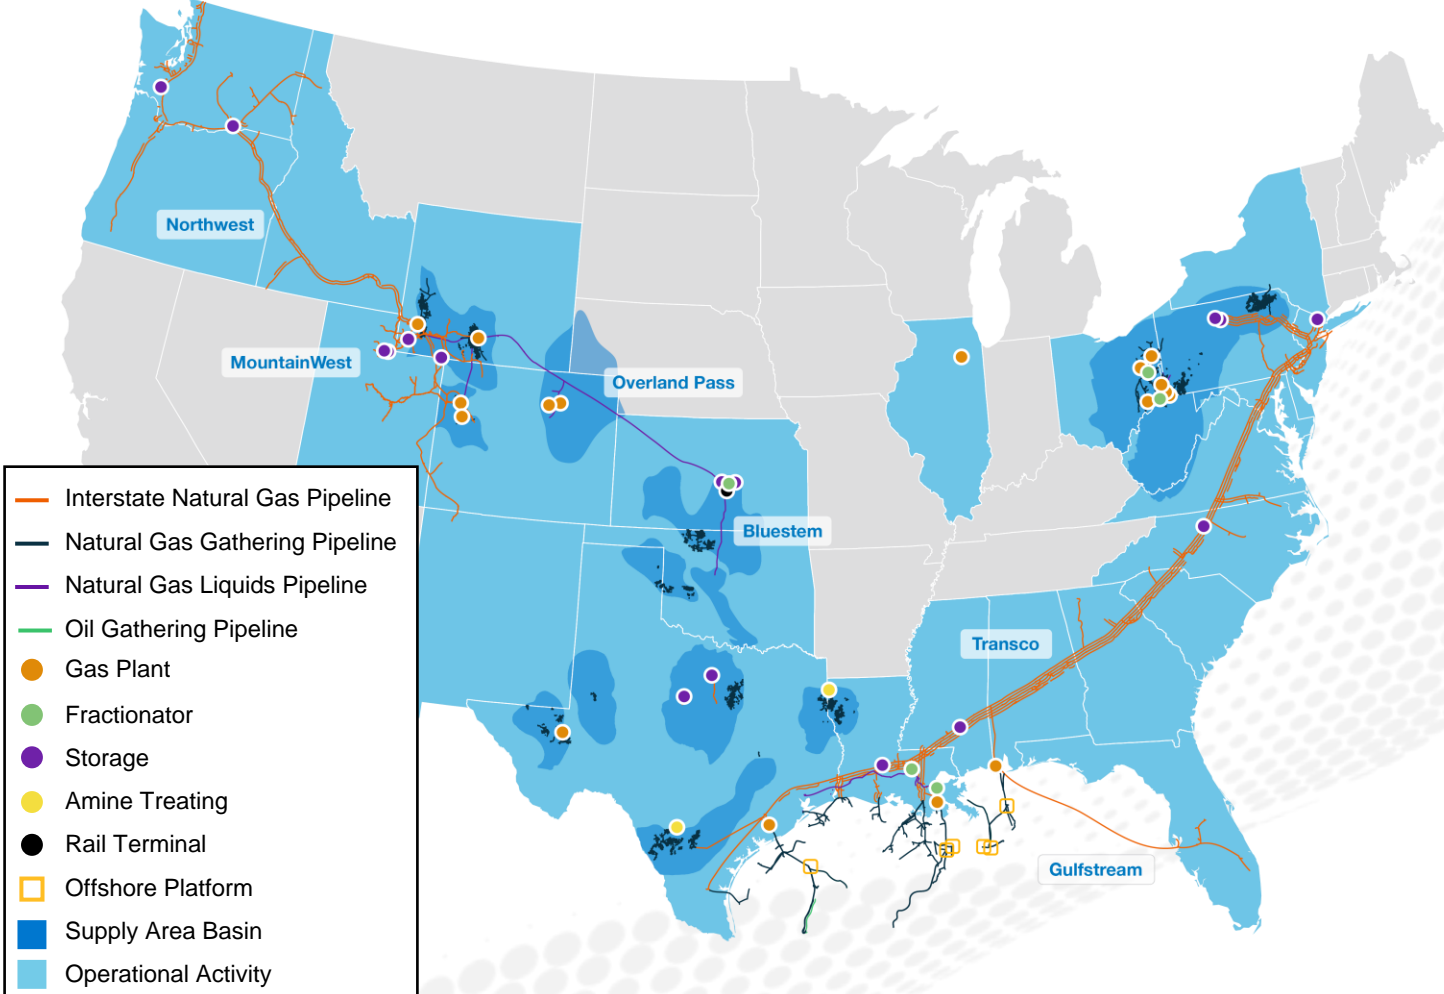 Northwest
MountainWest
Overland Pass
Bluestem
Transco
Gulfstream
Interstate Natural Gas Pipeline
Natural Gas Gathering Pipeline
Natural Gas Liquids Pipeline
Oil Gathering Pipeline
Gas Plant
Fractionator
Storage
Amine Treating
Rail Terminal
Offshore Platform
Supply Area Basin
Operational Activity